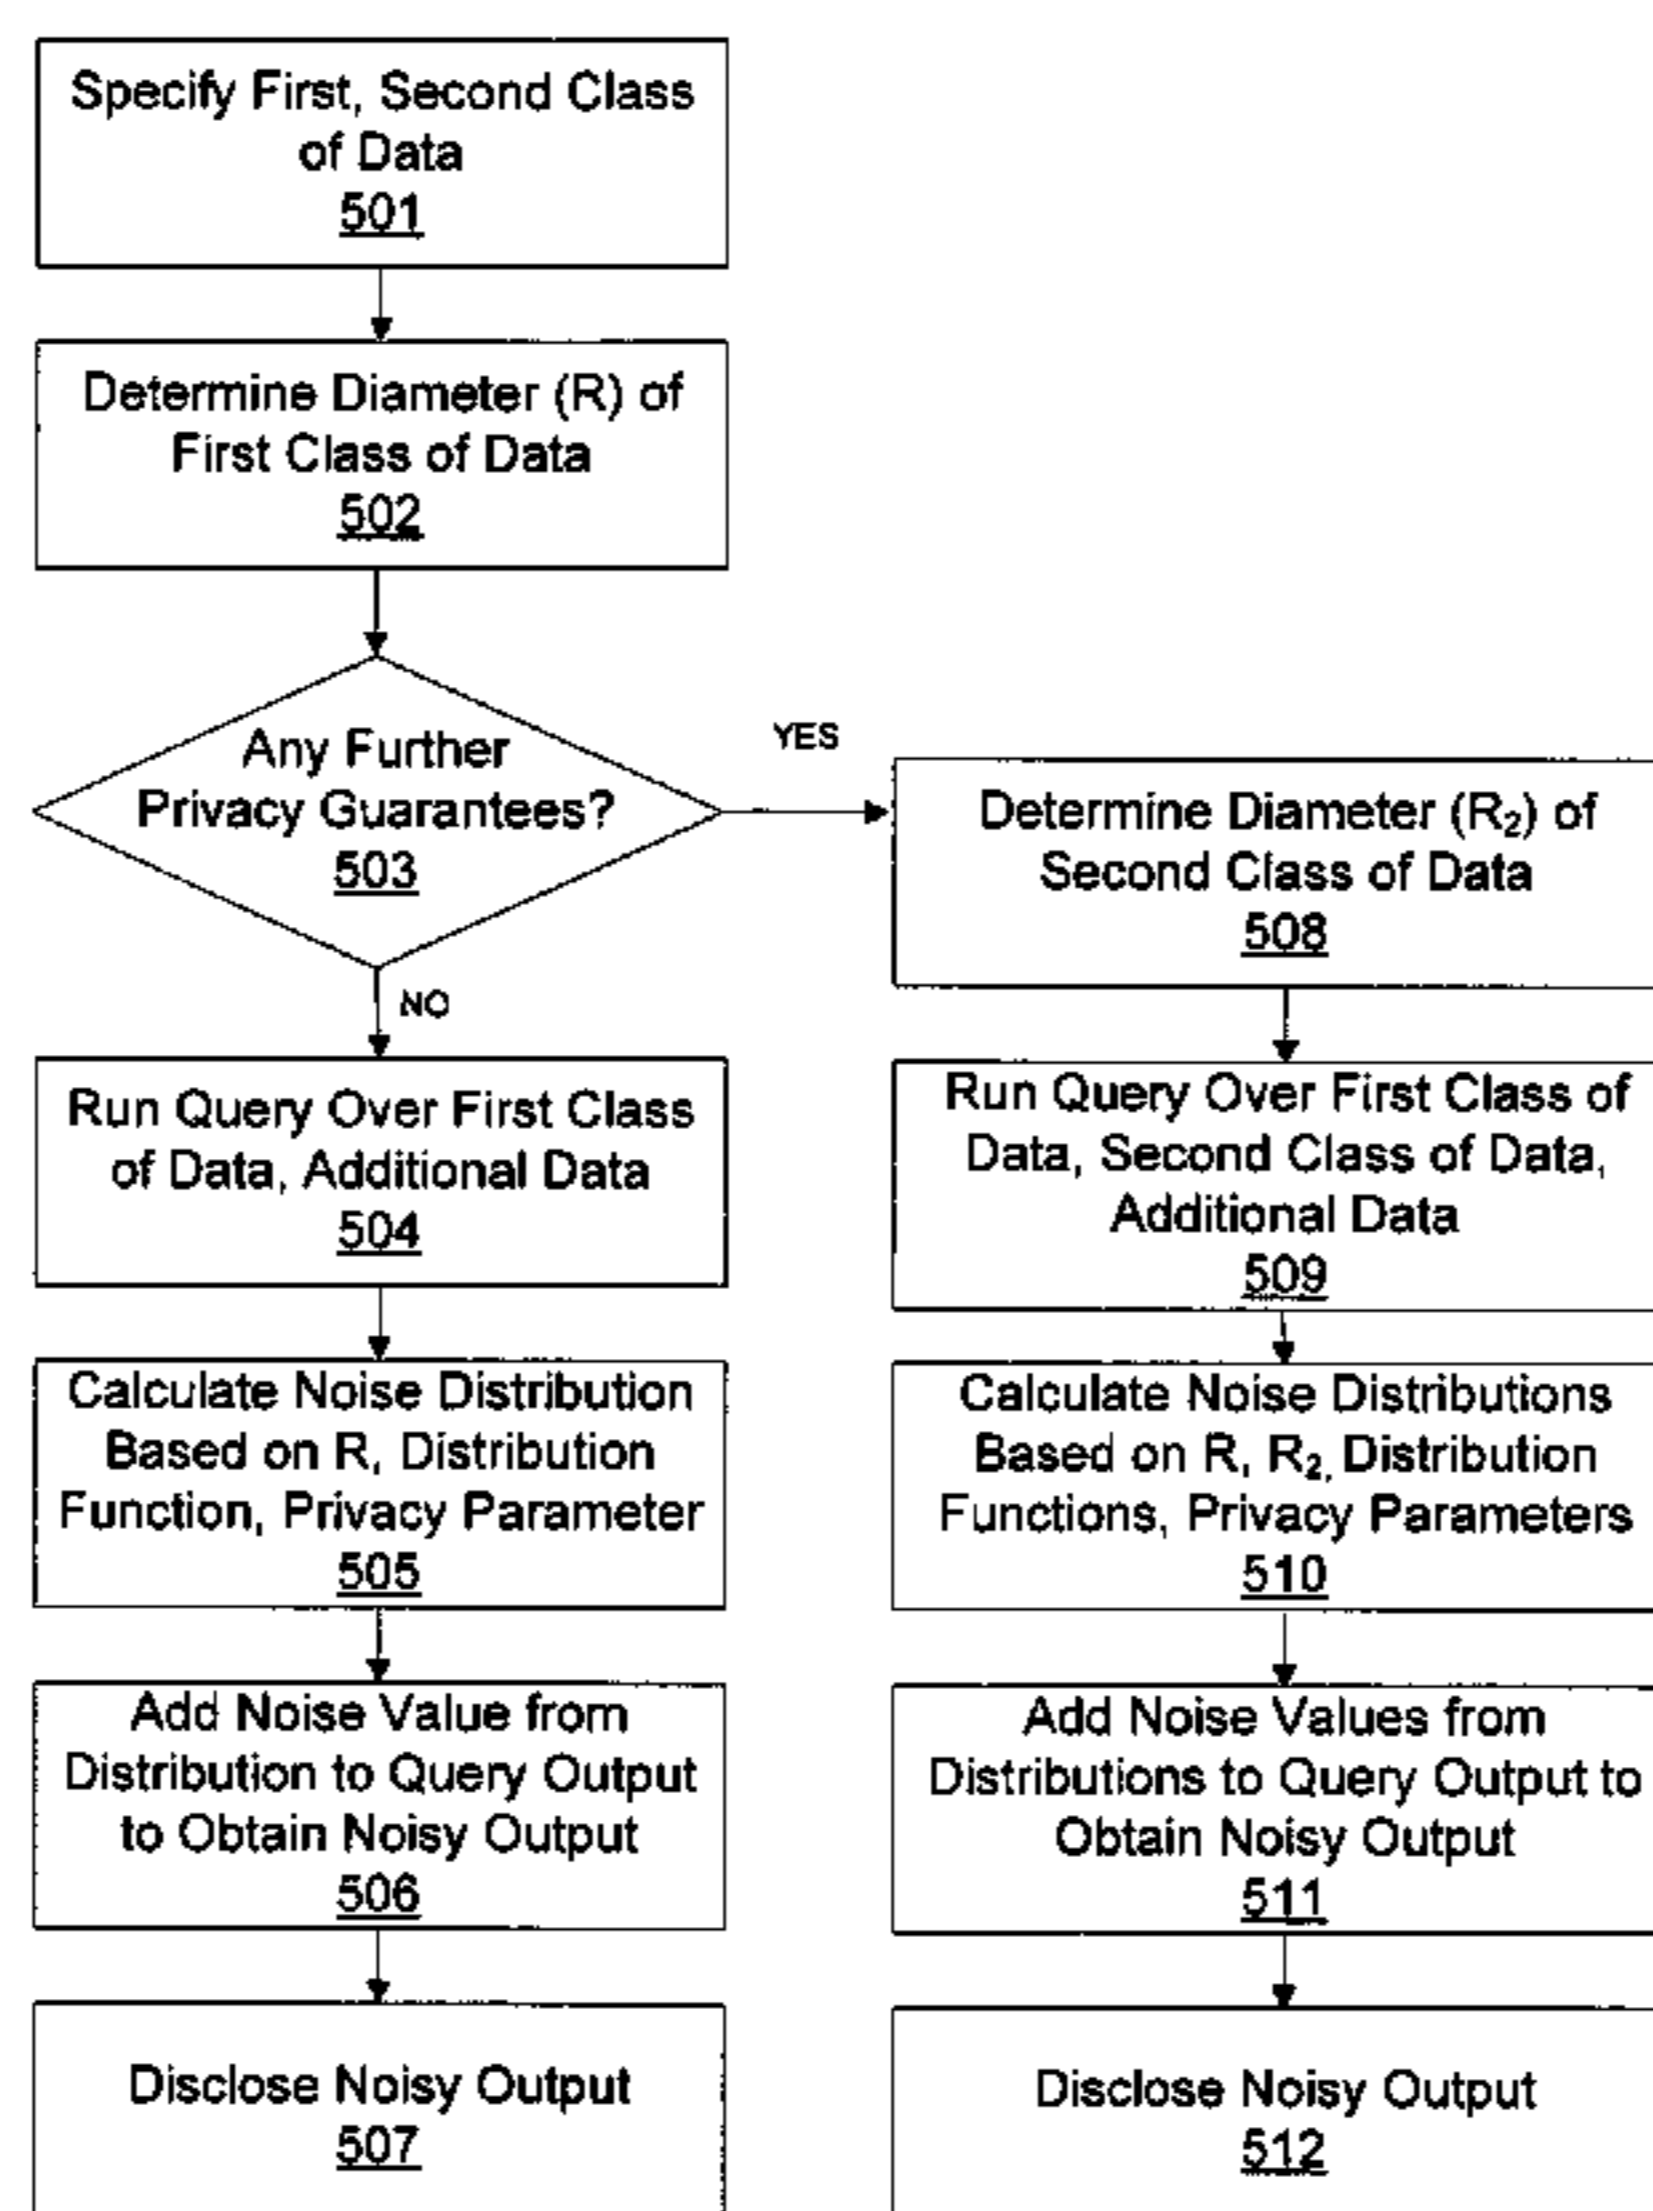 Specify First, Second Class
of Data
501
Determine Diameter (R) of
First Class of Data
502
Any Further
Privacy Guarantees?
503
YES
NO
Run Query Over First Class
of Data, Additional Data
504
Calculate Noise Distribution
Based on R, Distribution
Function, Privacy Parameter
505
Add Noise Value from
Distribution to Query Output
to Obtain Noisy Output
506
Disclose Noisy Output
507
Determine Diameter (R₂) of
Second Class of Data
508
Run Query Over First Class of
Data, Second Class of Data,
Additional Data
509
Calculate Noise Distributions
Based on R, R₂, Distribution
Functions, Privacy Parameters
510
Add Noise Values from
Distributions to Query Output to
Obtain Noisy Output
511
Disclose Noisy Output
512